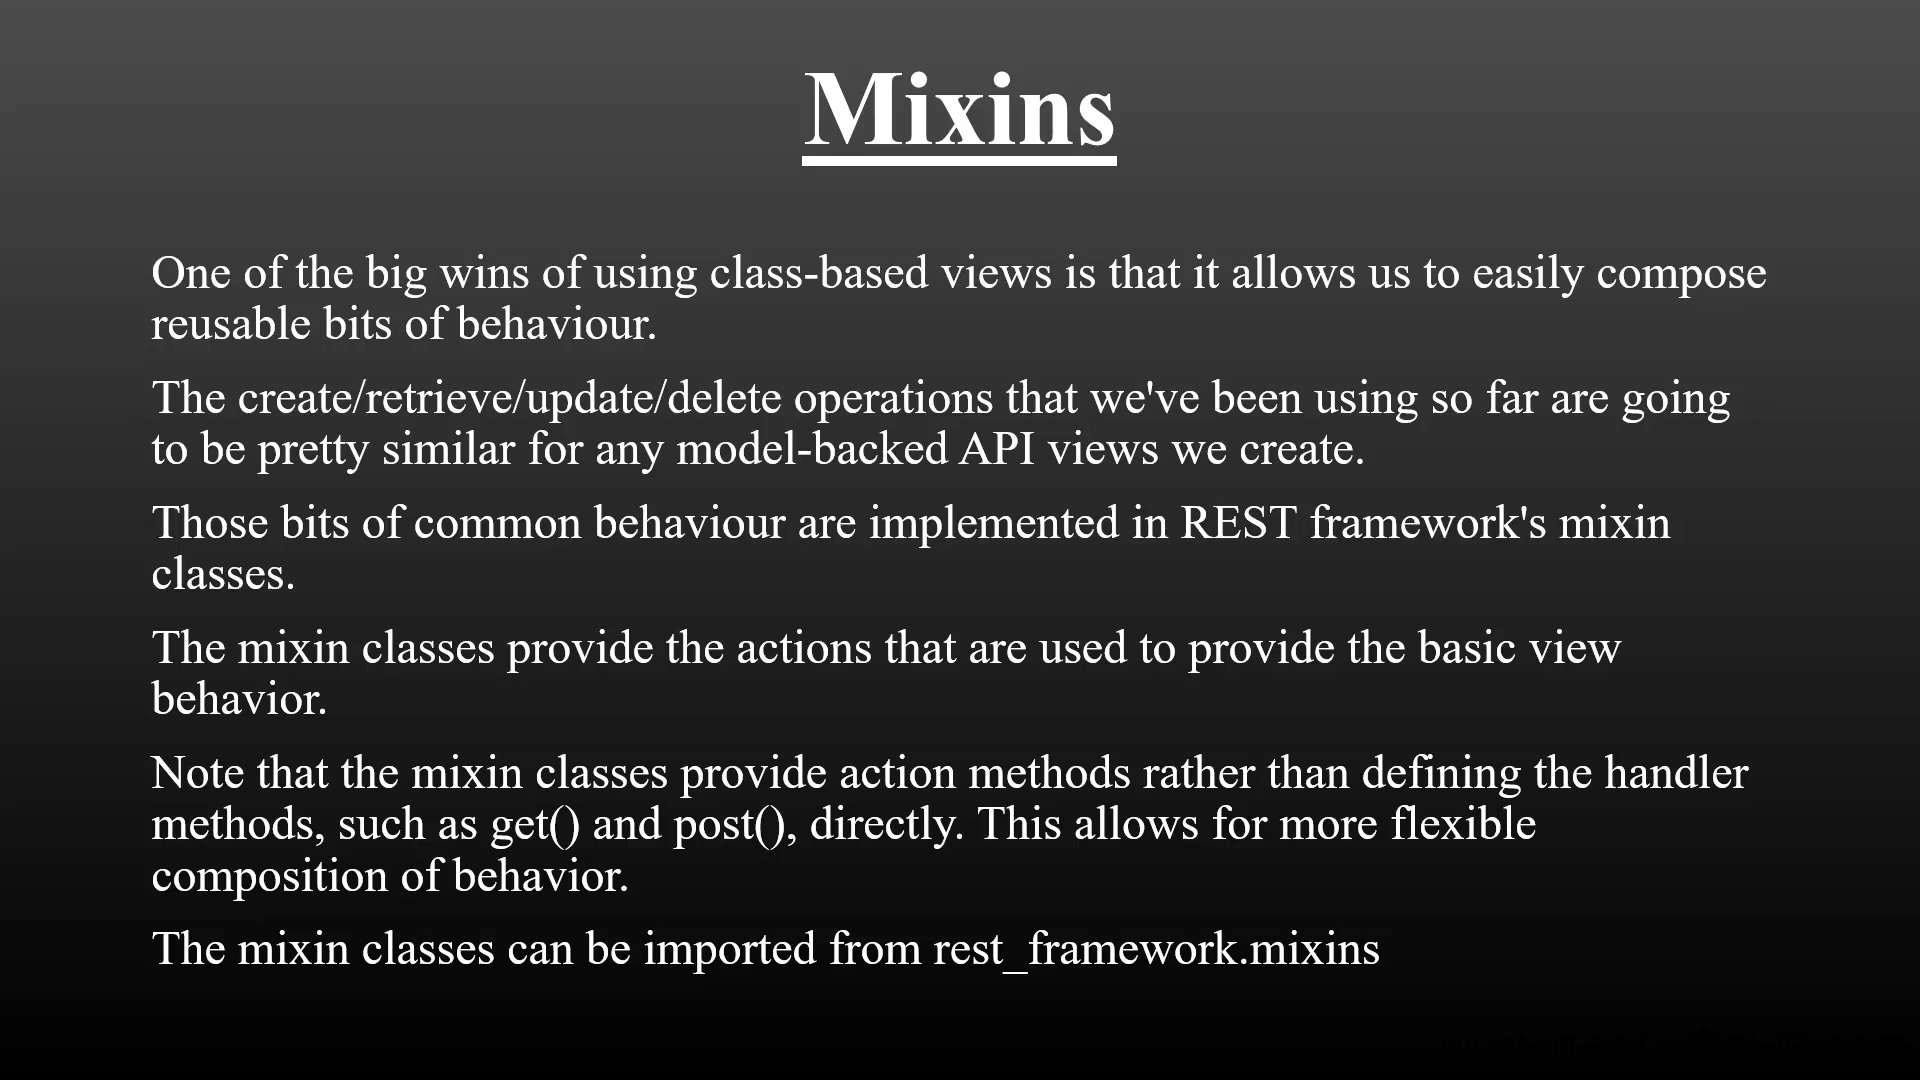 Mixins
One of the big wins of using class-based views is that it allows us to easily compose
reusable bits of behaviour.
The create/retrieve/update/delete operations that we've been using so far are going
to be pretty similar for any model-backed API views we create.
Those bits of common behaviour are implemented in REST framework's mixin
classes.
The mixin classes provide the actions that are used to provide the basic view
behavior.
Note that the mixin classes provide action methods rather than defining the handler
methods, such as get() and post(), directly. This allows for more flexible
composition of behavior.
The mixin classes can be imported from rest_framework.mixins